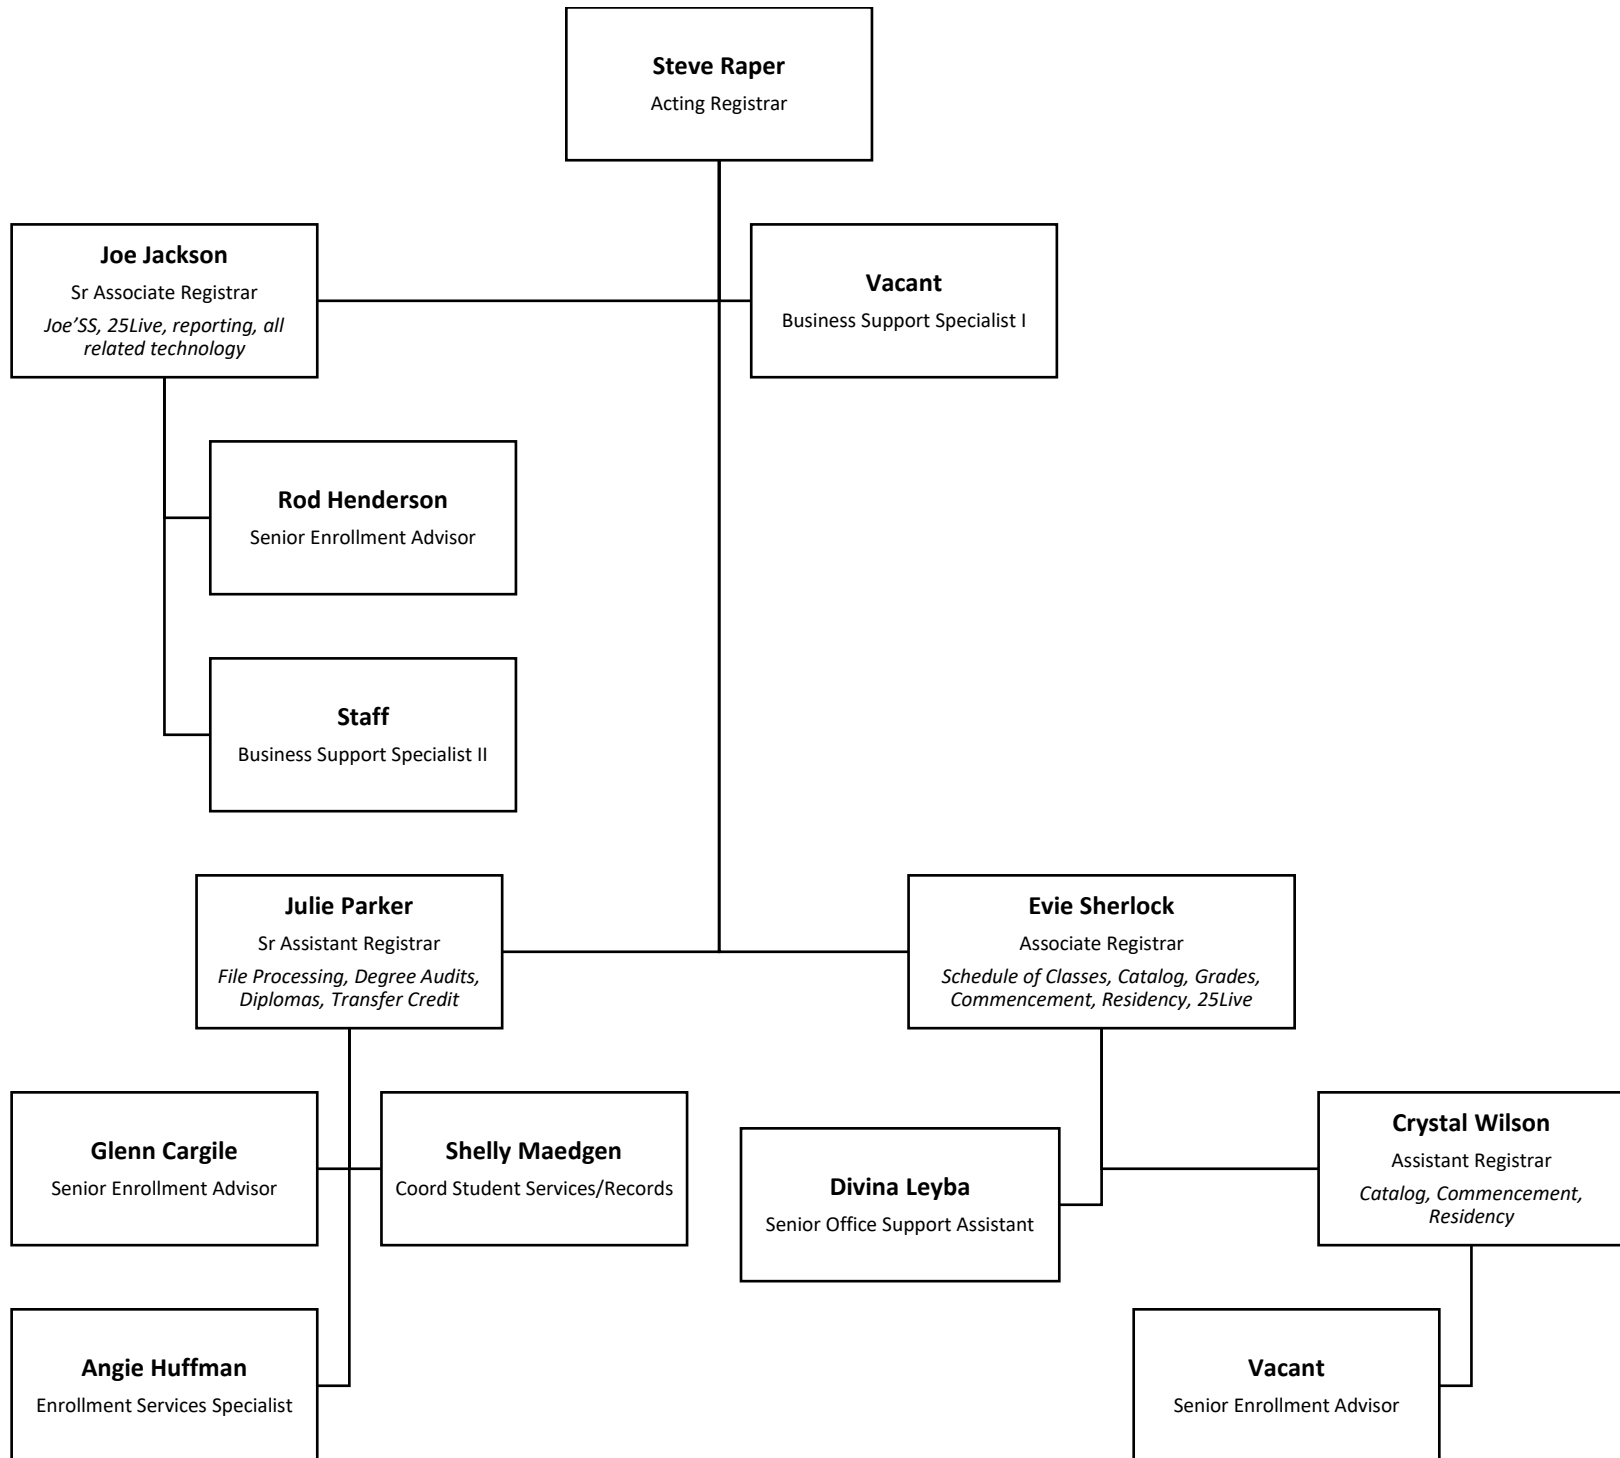 Steve Raper
Acting Registrar
Joe Jackson
Sr Associate Registrar
Joe’SS, 25Live, reporting, all
related technology
Vacant
Business Support Specialist I
Rod Henderson
Senior Enrollment Advisor
Staff
Business Support Specialist II
Julie Parker
Sr Assistant Registrar
File Processing, Degree Audits,
Diplomas, Transfer Credit
Evie Sherlock
Associate Registrar
Schedule of Classes, Catalog, Grades,
Commencement, Residency, 25Live
Glenn Cargile
Senior Enrollment Advisor
Shelly Maedgen
Coord Student Services/Records
Divina Leyba
Senior Office Support Assistant
Crystal Wilson
Assistant Registrar
Catalog, Commencement,
Residency
Angie Huffman
Enrollment Services Specialist
Vacant
Senior Enrollment Advisor